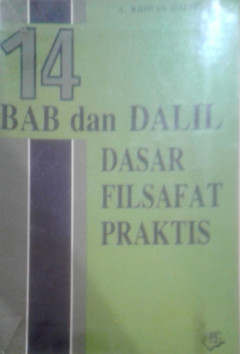 14
BAB dan DALIL
DASAR
FILSAFAT
PRAKTIS